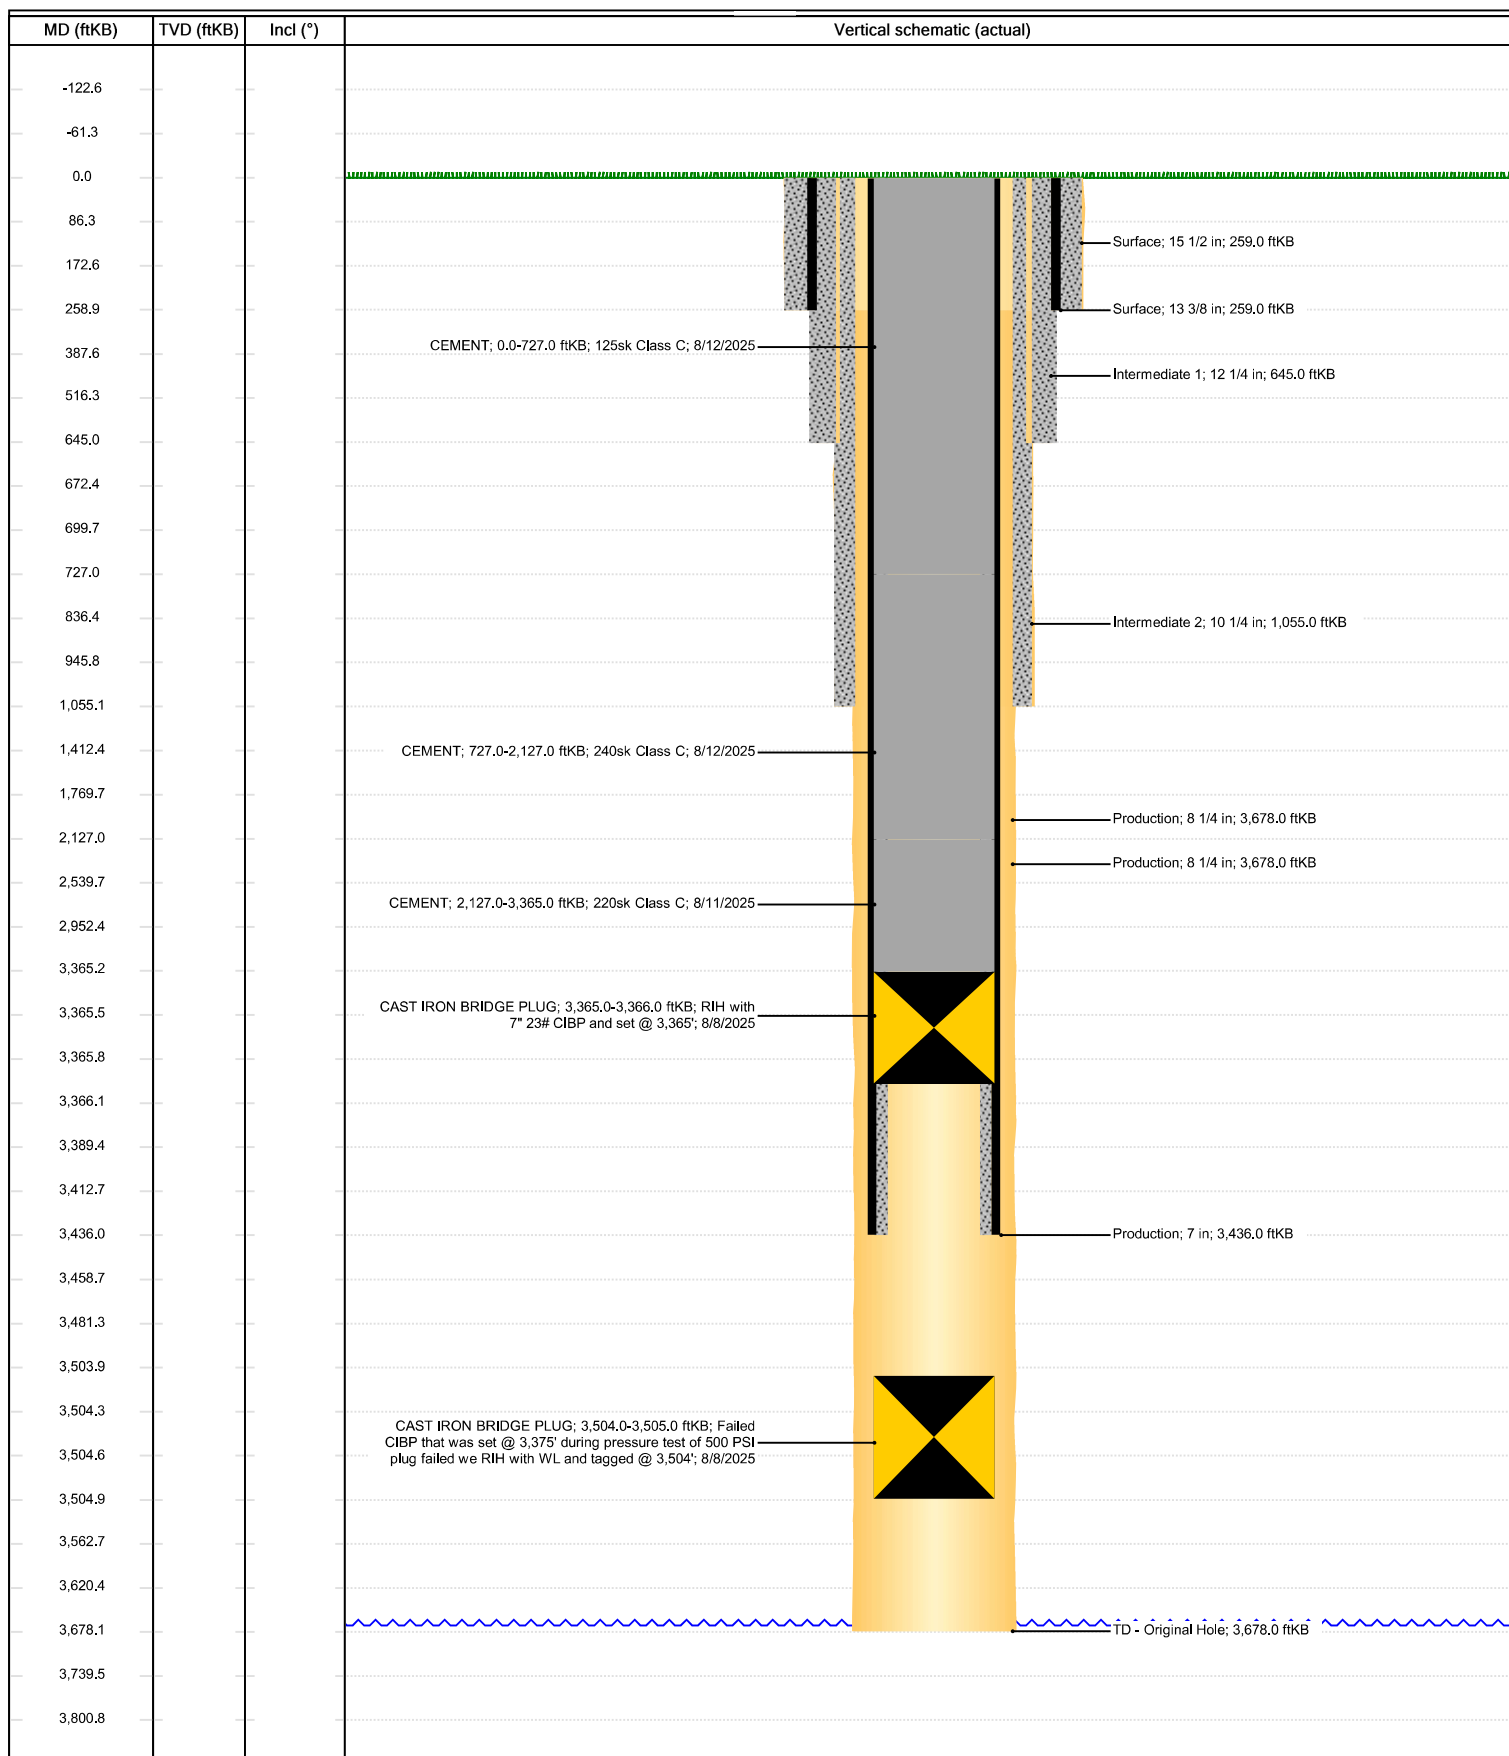 MD (ftKB) TVD (ftKB) Incl (°) Vertical schematic (actual)
-122.6
-61.3
0.0
86.3
Surface; 15 1/2 in; 259.0 ftKB
172.6
258.9
Surface; 13 3/8 in; 259.0 ftKB
CEMENT; 0.0-727.0 ftKB; 125sk Class C; 8/12/2025
387.6
Intermediate 1; 12 1/4 in; 645.0 ftKB
516.3
645.0
672.4
699.7
727.0
836.4
Intermediate 2; 10 1/4 in; 1,055.0 ftKB
945.8
1,055.1
1,412.4
CEMENT; 727.0-2,127.0 ftKB; 240sk Class C; 8/12/2025
1,769.7
Production; 8 1/4 in; 3,678.0 ftKB
2,127.0
Production; 8 1/4 in; 3,678.0 ftKB
2,539.7
CEMENT; 2,127.0-3,365.0 ftKB; 220sk Class C; 8/11/2025
2,952.4
3,365.2
CAST IRON BRIDGE PLUG; 3,365.0-3,366.0 ftKB; RIH with
7" 23# CIBP and set @ 3,365'; 8/8/2025
3,365.5
3,365.8
3,366.1
3,389.4
3,412.7
3,436.0
Production; 7 in; 3,436.0 ftKB
3,458.7
3,481.3
3,503.9
3,504.3
CAST IRON BRIDGE PLUG; 3,504.0-3,505.0 ftKB; Failed
CIBP that was set @ 3,375' during pressure test of 500 PSI
plug failed we RIH with WL and tagged @ 3,504'; 8/8/2025
3,504.6
3,504.9
3,562.7
3,620.4
3,678.1
TD - Original Hole; 3,678.0 ftKB
3,739.5
3,800.8